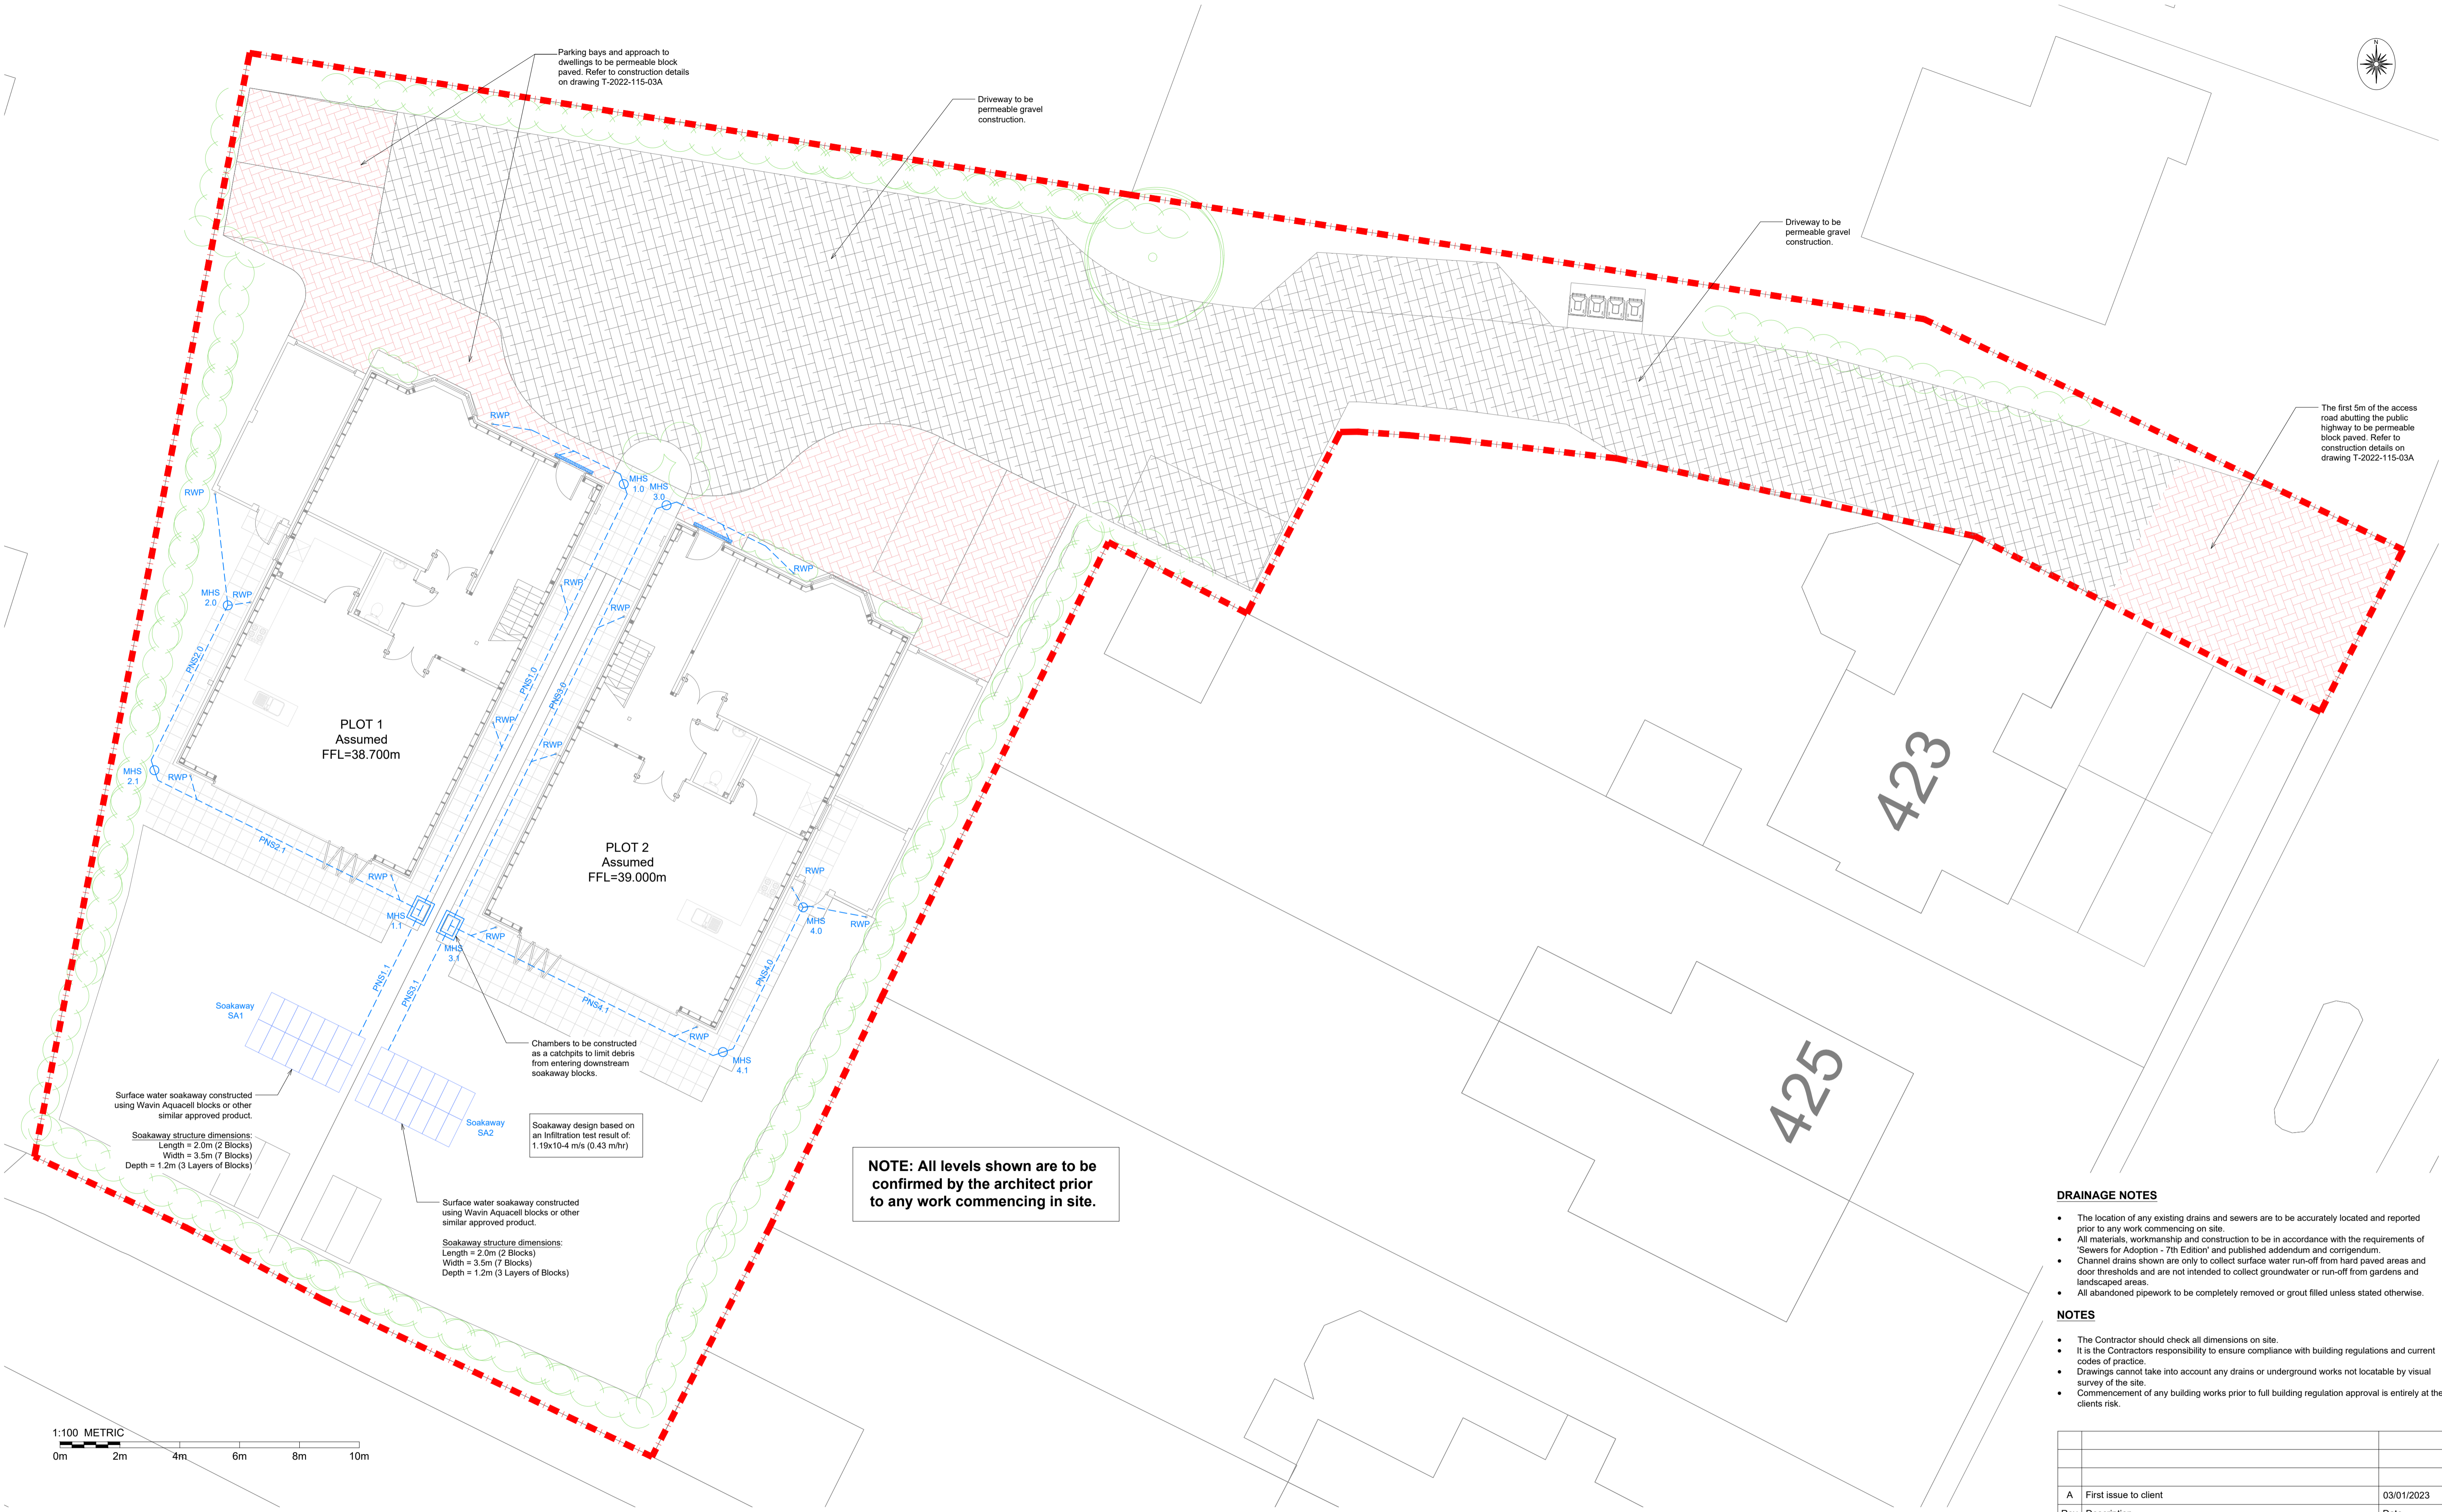 Parking bays and approach to
dwellings to be permeable block
paved. Refer to construction details
on drawing T-2022-115-03A
Driveway to be
permeable gravel
construction.
N
Driveway to be
permeable gravel
construction.
The first 5m of the access
road abutting the public
highway to be permeable
block paved. Refer to
construction details on
drawing T-2022-115-03A
RWP
MHS
1.0
MHS
3.0
RWP
RWP
RWP
RWP
MHS
2.0
RWP
RWP
PNS2.0
PNS1.0
PNS3.0
RWP
RWP
PLOT 1
Assumed
FFL=38.700m
MHS
2.1
RWP
PNS2.1
RWP
MHS
1.1
PLOT 2
Assumed
FFL=39.000m
RWP
MHS
4.0
RWP
MHS
3.1
RWP
PNS1.1
PNS3.1
PNS4.0
PNS4.1
RWP
MHS
4.1
423
425
Soakaway
SA1
Chambers to be constructed
as a catchpits to limit debris
from entering downstream
soakaway blocks.
Surface water soakaway constructed
using Wavin Aquacell blocks or other
similar approved product.
Soakaway structure dimensions:
Length = 2.0m (2 Blocks)
Width = 3.5m (7 Blocks)
Depth = 1.2m (3 Layers of Blocks)
Soakaway
SA2
Soakaway design based on
an Infiltration test result of:
1.19x10-4 m/s (0.43 m/hr)
Surface water soakaway constructed
using Wavin Aquacell blocks or other
similar approved product.
Soakaway structure dimensions:
Length = 2.0m (2 Blocks)
Width = 3.5m (7 Blocks)
Depth = 1.2m (3 Layers of Blocks)
NOTE: All levels shown are to be
confirmed by the architect prior
to any work commencing in site.
DRAINAGE NOTES
• The location of any existing drains and sewers are to be accurately located and reported
prior to any work commencing on site.
• All materials, workmanship and construction to be in accordance with the requirements of
'Sewers for Adoption - 7th Edition' and published addendum and corrigendum.
• Channel drains shown are only to collect surface water run-off from hard paved areas and
door thresholds and are not intended to collect groundwater or run-off from gardens and
landscaped areas.
• All abandoned pipework to be completely removed or grout filled unless stated otherwise.
NOTES
• The Contractor should check all dimensions on site.
• It is the Contractors responsibility to ensure compliance with building regulations and current
codes of practice.
• Drawings cannot take into account any drains or underground works not locatable by visual
survey of the site.
• Commencement of any building works prior to full building regulation approval is entirely at the
clients risk.
1:100 METRIC
0m 2m 4m 6m 8m 10m
A First issue to client 03/01/2023